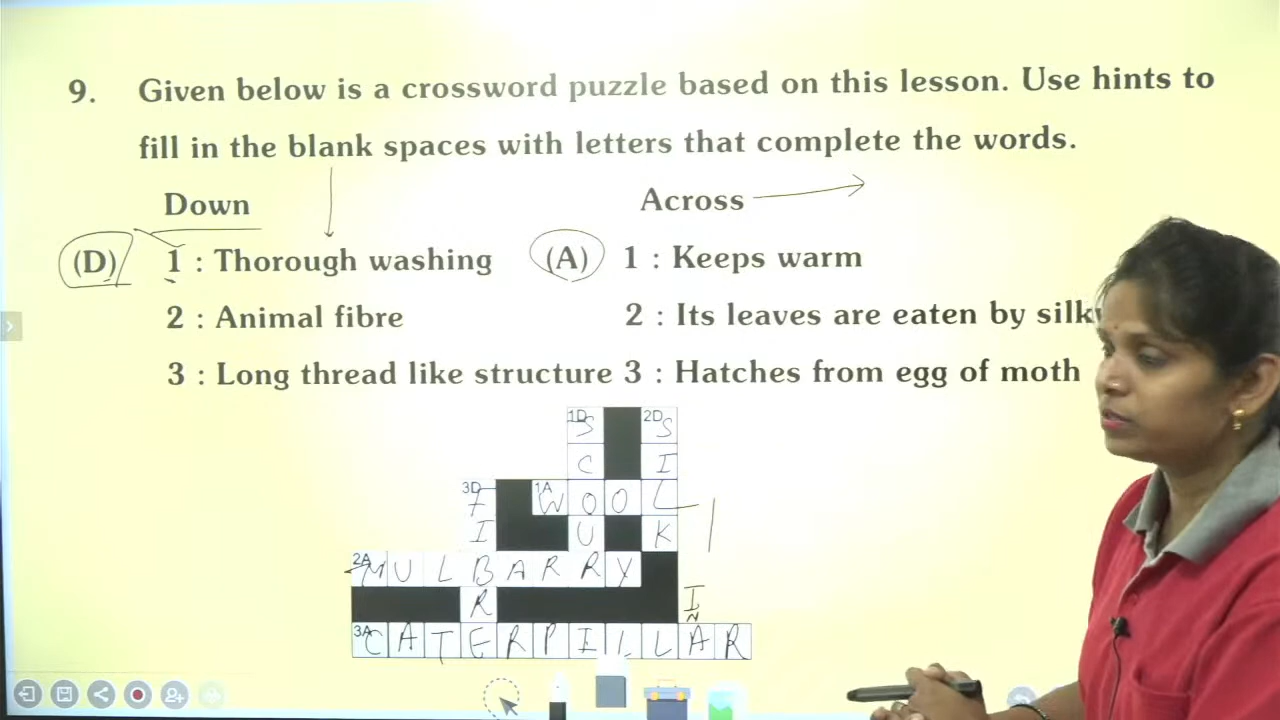 9. Given below is a crossword puzzle based on this lesson. Use hints to
fill in the blank spaces with letters that complete the words.
Down Across
(D) 1 : Thorough washing (A) 1 : Keeps warm
2 : Animal fibre 2 : Its leaves are eaten by
3 : Long thread like structure 3 : Hatches from egg of moth
1D S 2D S
C I
3D F 1A W O O L
I U K
2A M U L B A R R Y
R I
3A C A T E R P I L L A R